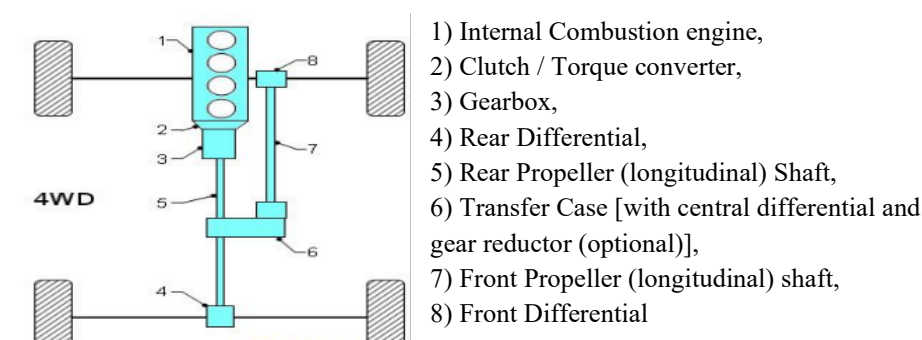 1
8
2
3
7
4WD
5
6
4
1) Internal Combustion engine,
2) Clutch / Torque converter,
3) Gearbox,
4) Rear Differential,
5) Rear Propeller (longitudinal) Shaft,
6) Transfer Case [with central differential and
gear reductor (optional)],
7) Front Propeller (longitudinal) shaft,
8) Front Differential